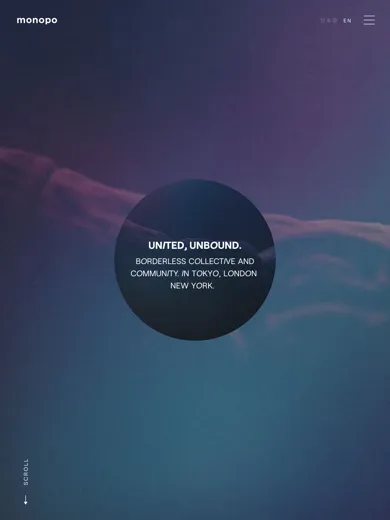 monopo
日本語 EN
UNITED, UNBOUND.
BORDERLESS COLLECTIVE AND
COMMUNITY. IN TOKYO, LONDON
NEW YORK.
SCROLL